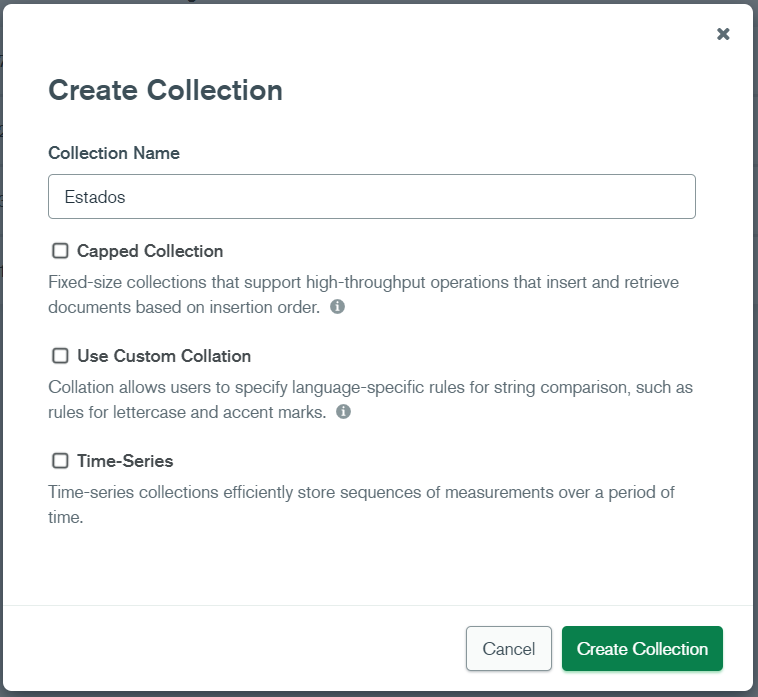 Create Collection
Collection Name
Estados
Capped Collection
Fixed-size collections that support high-throughput operations that insert and retrieve
documents based on insertion order.
Use Custom Collation
Collation allows users to specify language-specific rules for string comparison, such as
rules for lettercase and accent marks.
Time-Series
Time-series collections efficiently store sequences of measurements over a period of
time.
Cancel
Create Collection